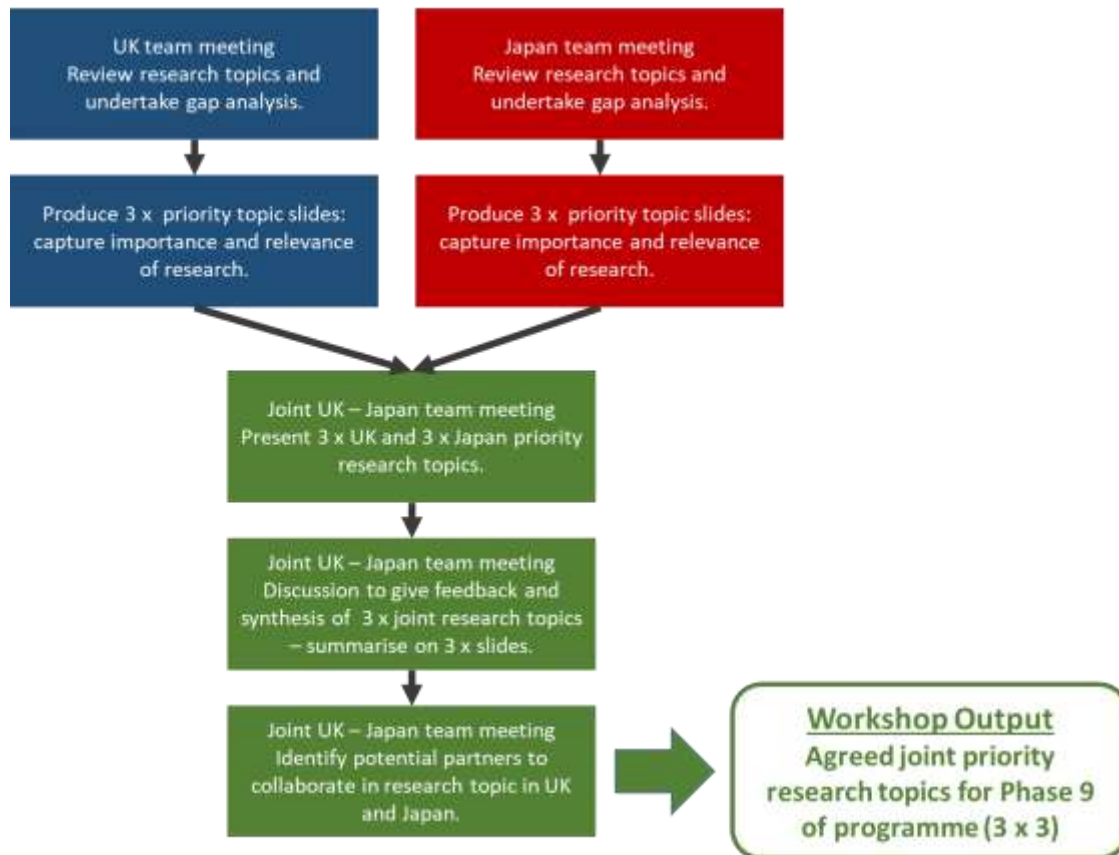 UK team meeting
Review research topics and
undertake gap analysis.
Japan team meeting
Review research topics and
undertake gap analysis.
Produce 3 x priority topic slides:
capture importance and relevance
of research.
Produce 3 x priority topic slides:
capture importance and relevance
of research.
Joint UK – Japan team meeting
Present 3 x UK and 3 x Japan priority
research topics.
Joint UK – Japan team meeting
Discussion to give feedback and
synthesis of 3 x joint research topics
– summarise on 3 x slides.
Joint UK – Japan team meeting
Identify potential partners to
collaborate in research topic in UK
and Japan.
Workshop Output
Agreed joint priority
research topics for Phase 9
of programme (3 x 3)